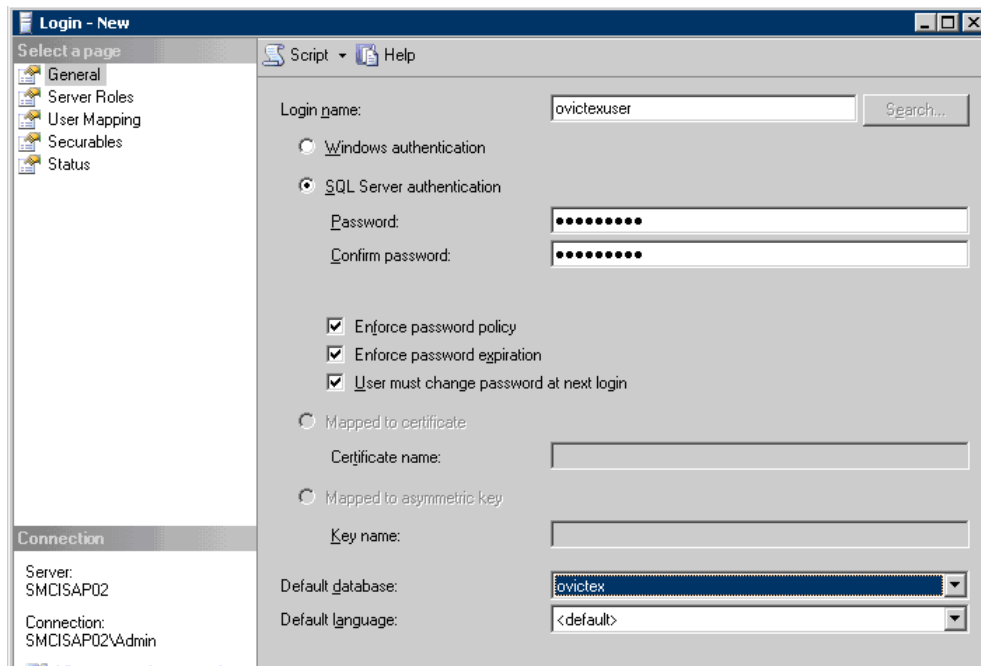 Login - New
Select a page
General
Server Roles
User Mapping
Securables
Status
Script
Help
Login name:
ovictexuser
Search...
Windows authentication
SQL Server authentication
Password:
●●●●●●●●●
Confirm password:
●●●●●●●●●
Enforce password policy
Enforce password expiration
User must change password at next login
Mapped to certificate
Certificate name:
Mapped to asymmetric key
Key name:
Default database:
ovictex
Default language:
<default>
Connection
Server:
SMCISAP02
Connection:
SMCISAP02\Admin